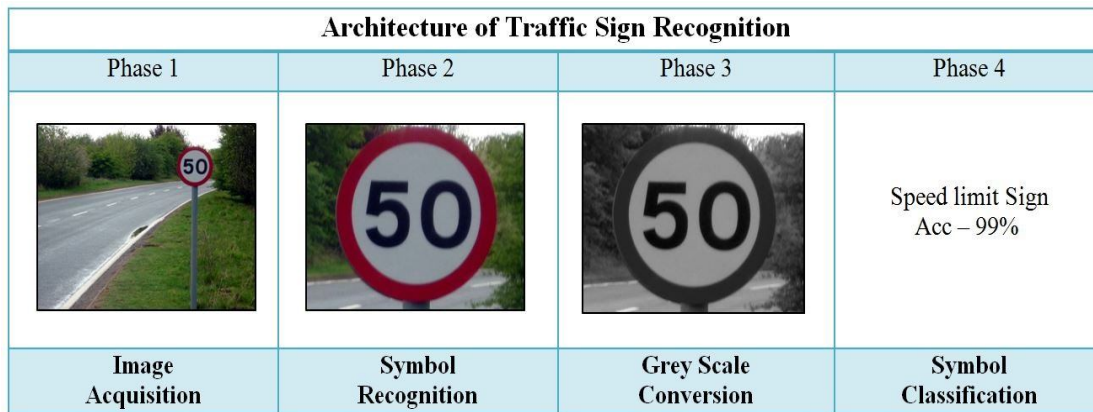 Architecture of Traffic Sign Recognition
Phase 1
Phase 2
Phase 3
Phase 4
50
50
50
Speed limit Sign
Acc – 99%
Image
Acquisition
Symbol
Recognition
Grey Scale
Conversion
Symbol
Classification